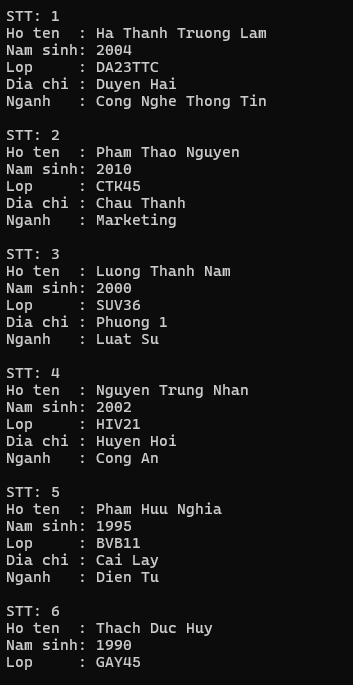 STT: 1
Ho ten  : Ha Thanh Truong Lam
Nam sinh: 2004
Lop     : DA23TTC
Dia chi : Duyen Hai
Nganh   : Cong Nghe Thong Tin

STT: 2
Ho ten  : Pham Thao Nguyen
Nam sinh: 2010
Lop     : CTK45
Dia chi : Chau Thanh
Nganh   : Marketing

STT: 3
Ho ten  : Luong Thanh Nam
Nam sinh: 2000
Lop     : SUV36
Dia chi : Phuong 1
Nganh   : Luat Su

STT: 4
Ho ten  : Nguyen Trung Nhan
Nam sinh: 2002
Lop     : HIV21
Dia chi : Huyen Hoi
Nganh   : Cong An

STT: 5
Ho ten  : Pham Huu Nghia
Nam sinh: 1995
Lop     : BVB11
Dia chi : Cai Lay
Nganh   : Dien Tu

STT: 6
Ho ten  : Thach Duc Huy
Nam sinh: 1990
Lop     : GAY45